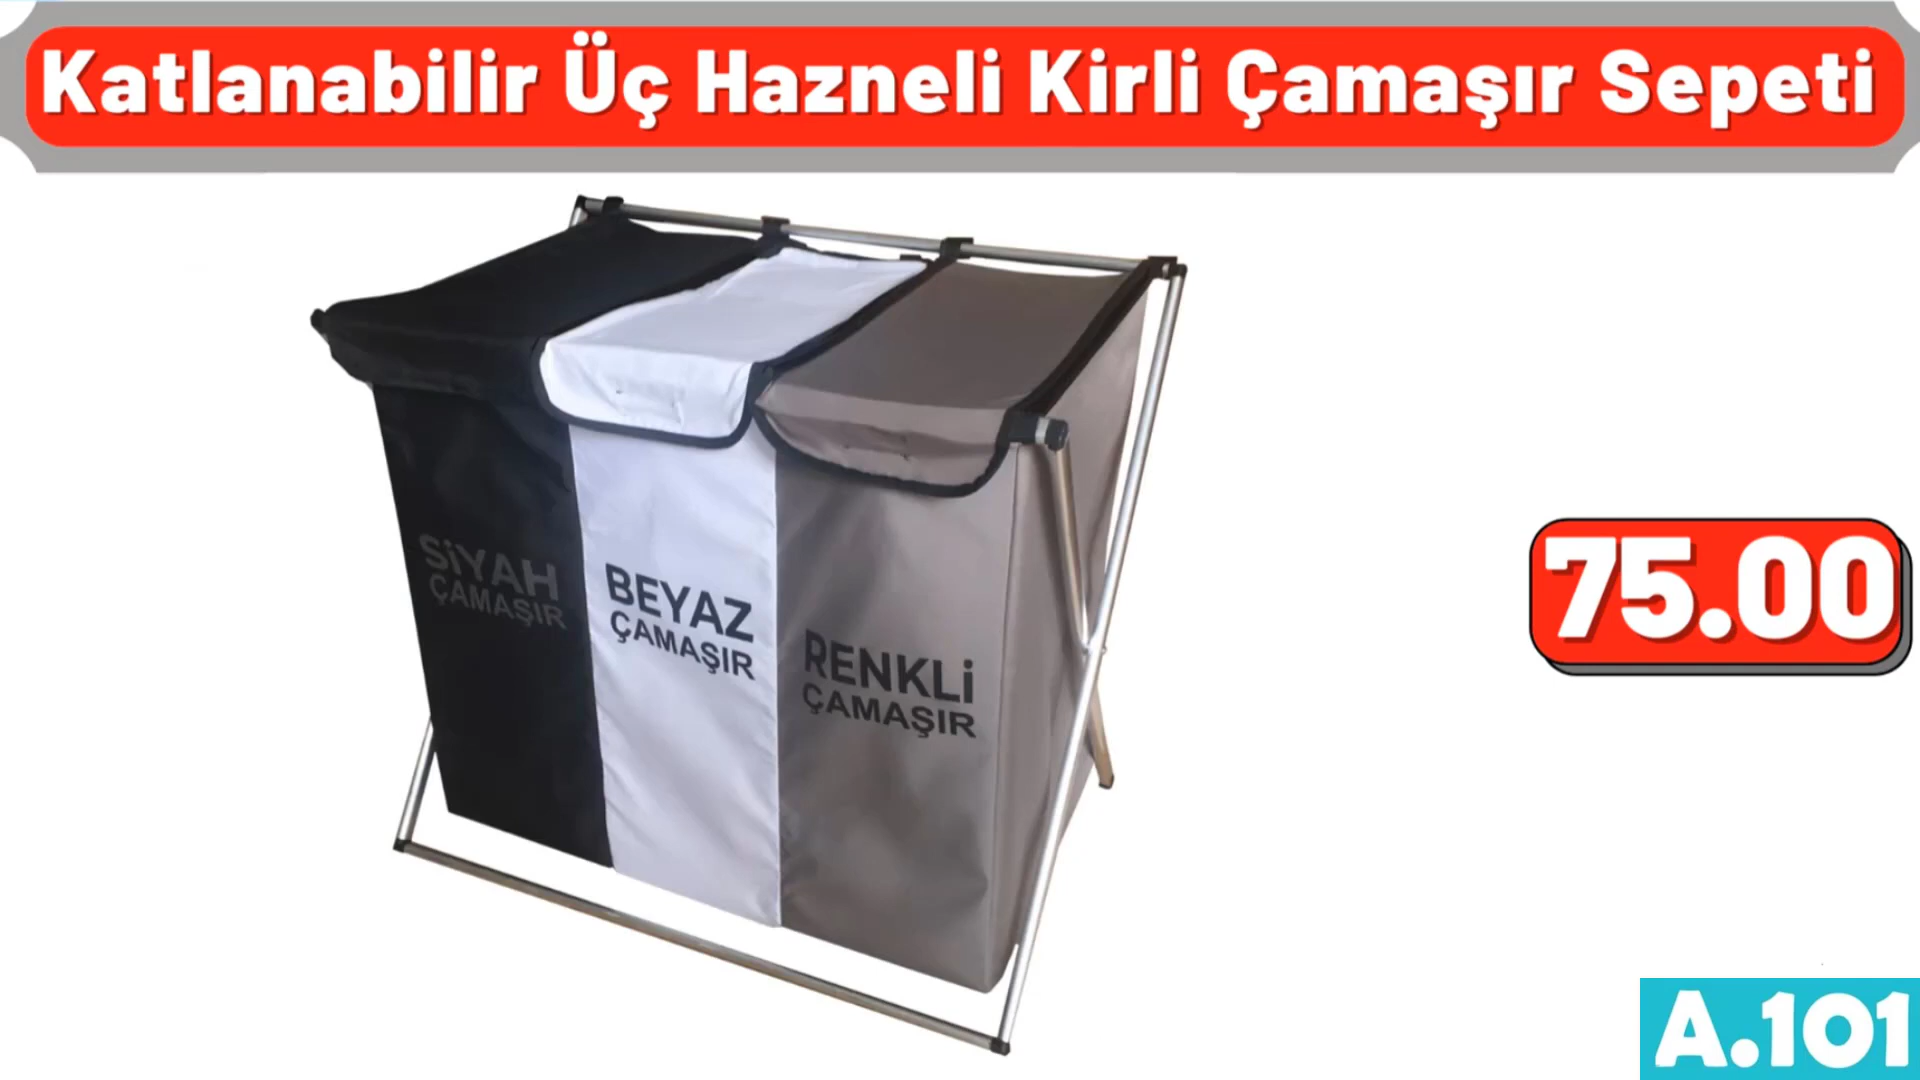 Katlanabilir Üç Hazneli Kirli Çamaşır Sepeti
SİYAH
ÇAMAŞIR
BEYAZ
ÇAMAŞIR
RENKLİ
ÇAMAŞIR
75.00
A.101